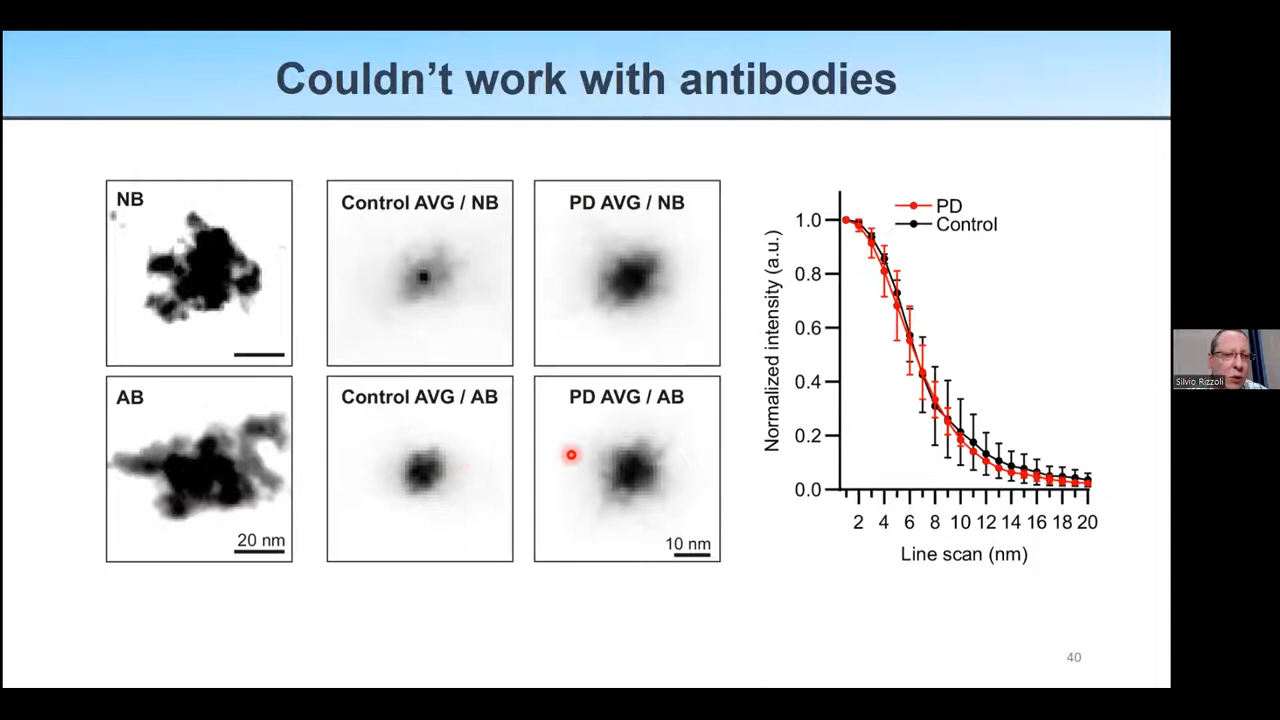 Couldn't work with antibodies
NB
Control AVG / NB
PD AVG / NB
AB
20 nm
Control AVG / AB
PD AVG / AB
10 nm
PD
Control
Normalized intensity (a.u.)
1.0
0.8
0.6
0.4
0.2
0.0
2 4 6 8 10 12 14 16 18 20
Line scan (nm)
Silvio Rizzoli
40